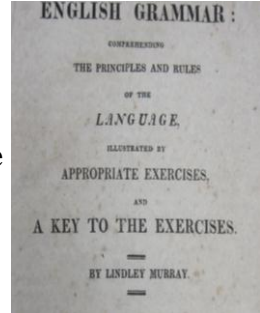 ENGLISH GRAMMAR:
COMPREHENDING
THE PRINCIPLES AND RULES
OF THE
LANGUAGE,
ILLUSTRATED BY
APPROPRIATE EXERCISES,
AND
A KEY TO THE EXERCISES.
BY LINDLEY MURRAY.